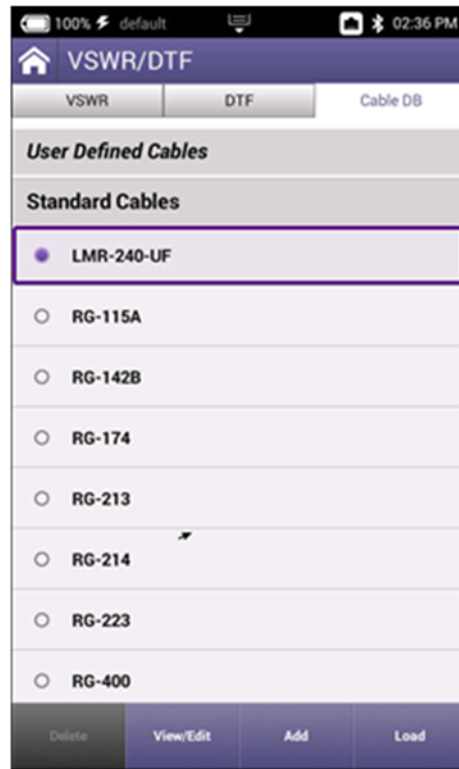 100% default 02:36 PM
VSWR/DTF
VSWR DTF Cable DB
User Defined Cables
Standard Cables
LMR-240-UF
RG-115A
RG-142B
RG-174
RG-213
RG-214
RG-223
RG-400
Delete View/Edit Add Load